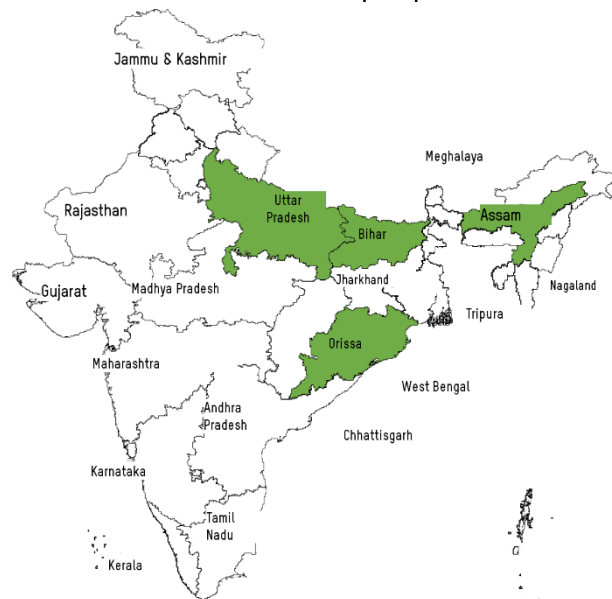 Jammu & Kashmir
Meghalaya
Uttar
Pradesh
Rajasthan
Assam
Bihar
Jharkhand
Nagaland
Madhya Pradesh
Gujarat
Tripura
Orissa
Maharashtra
West Bengal
Andhra
Pradesh
Chhattisgarh
Karnataka
Tamil
Nadu
Kerala